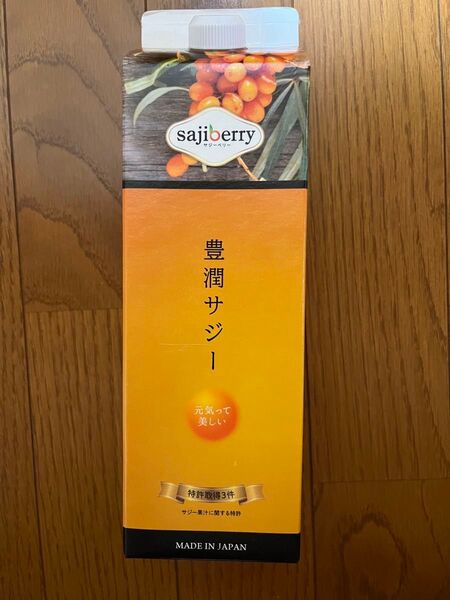 sajiberry
サジーベリー
豊潤サジー
元気って
美しい
特許取得3件
サジー果汁に関する特許
MADE IN JAPAN